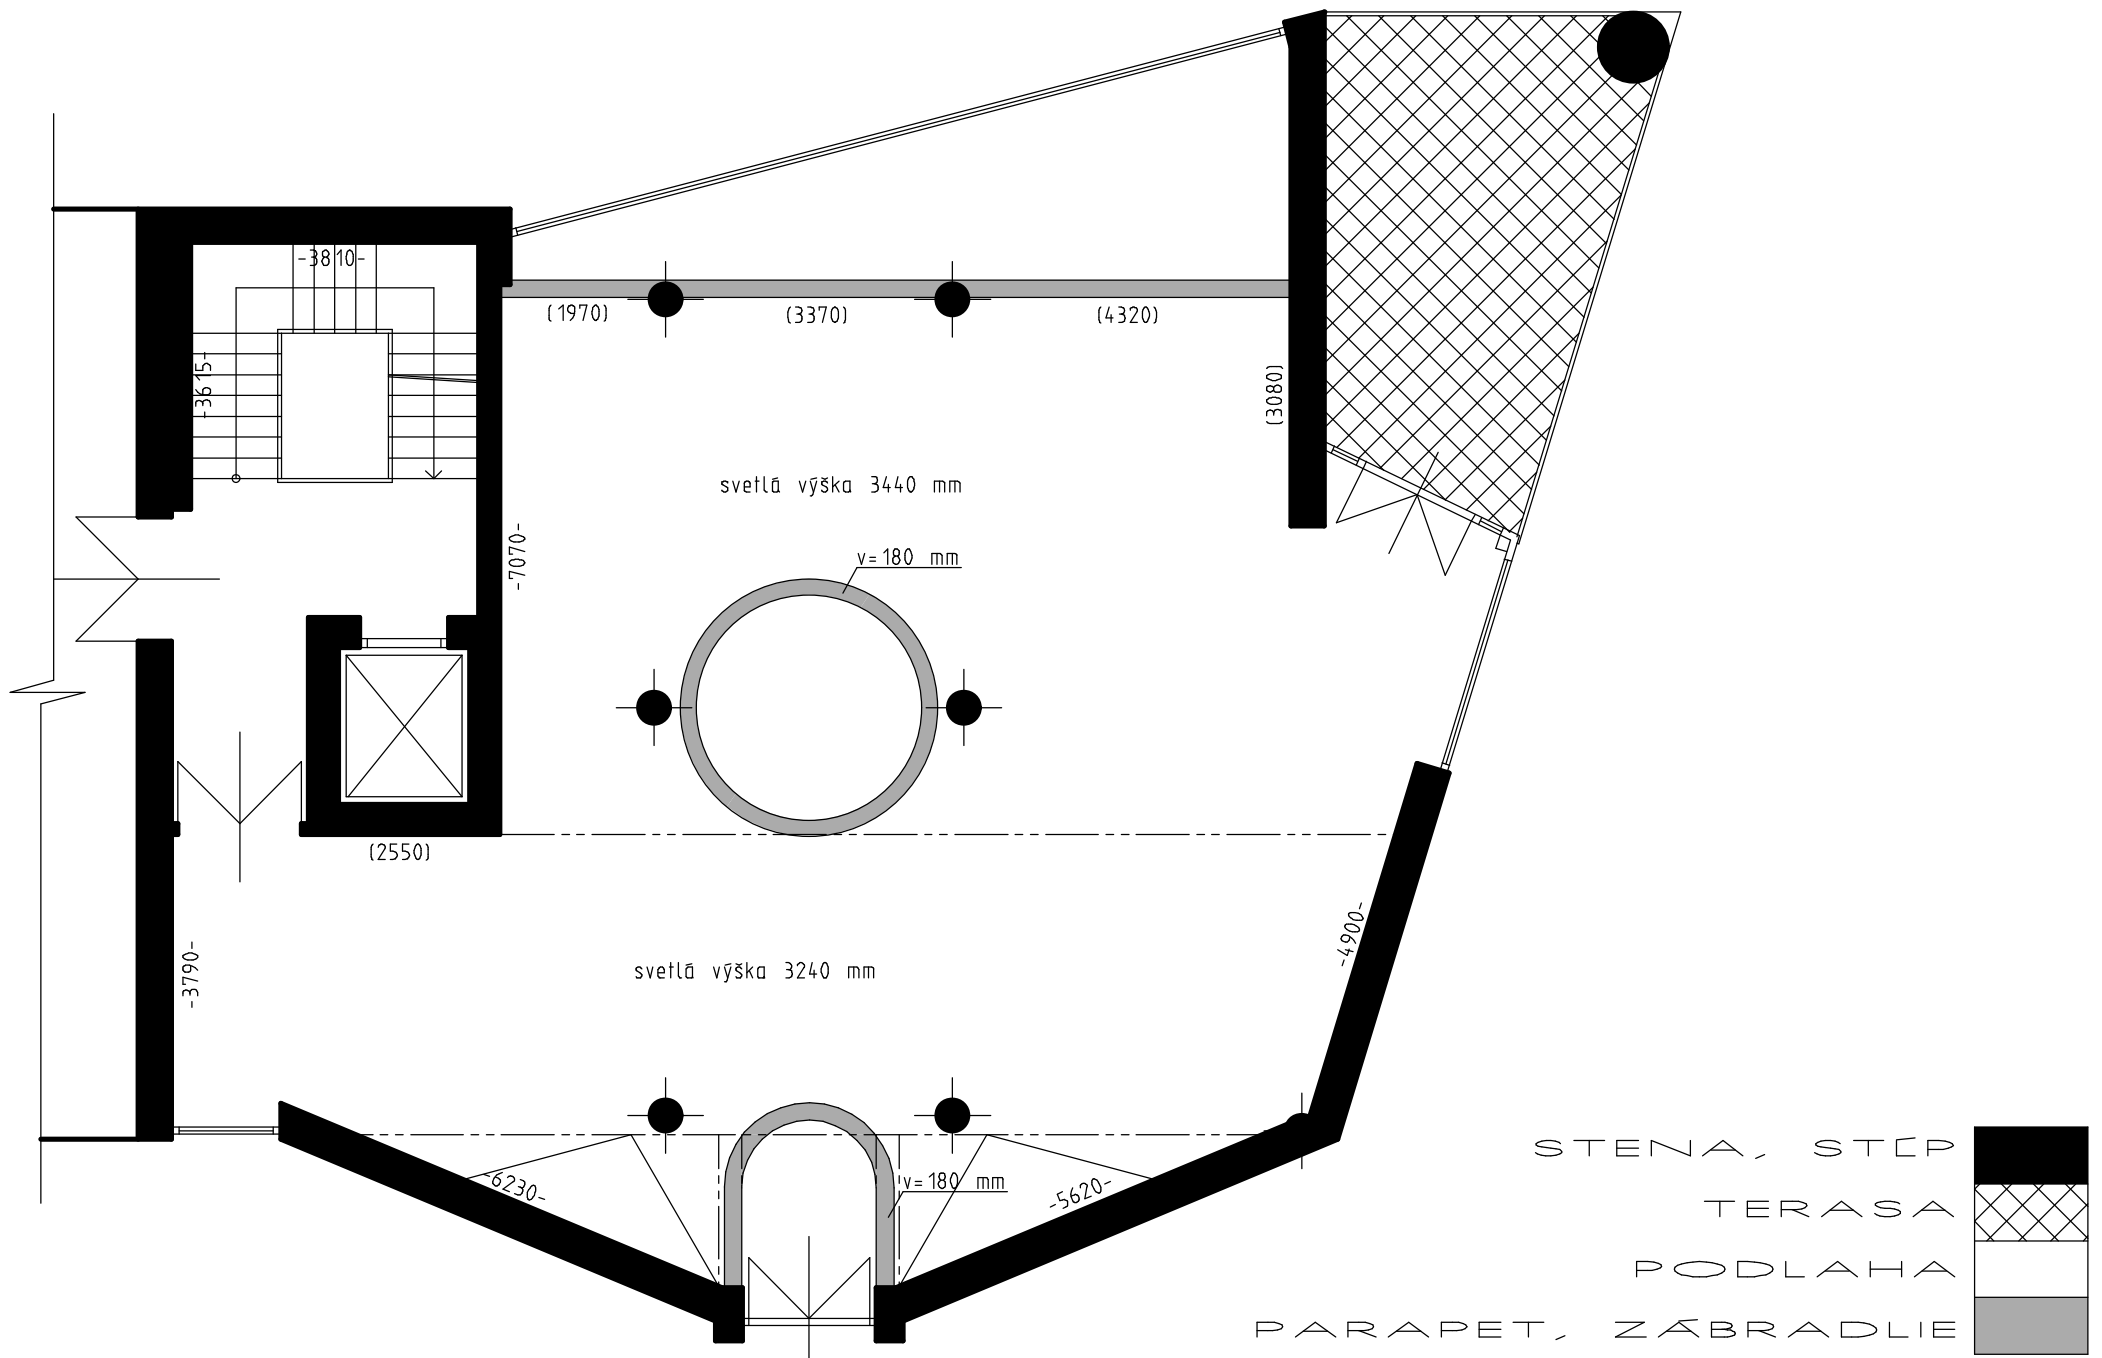 -3810-
(1970)
(3370)
(4320)
-3615-
(3080)
svetlá výška 3440 mm
-7070-
v=180 mm
(2550)
-4900-
-3790-
svetlá výška 3240 mm
-6230-
v=180 mm
-5620-
STENA, STĹP
TERASA
PODLAHA
PARAPET, ZÁBRADLIE